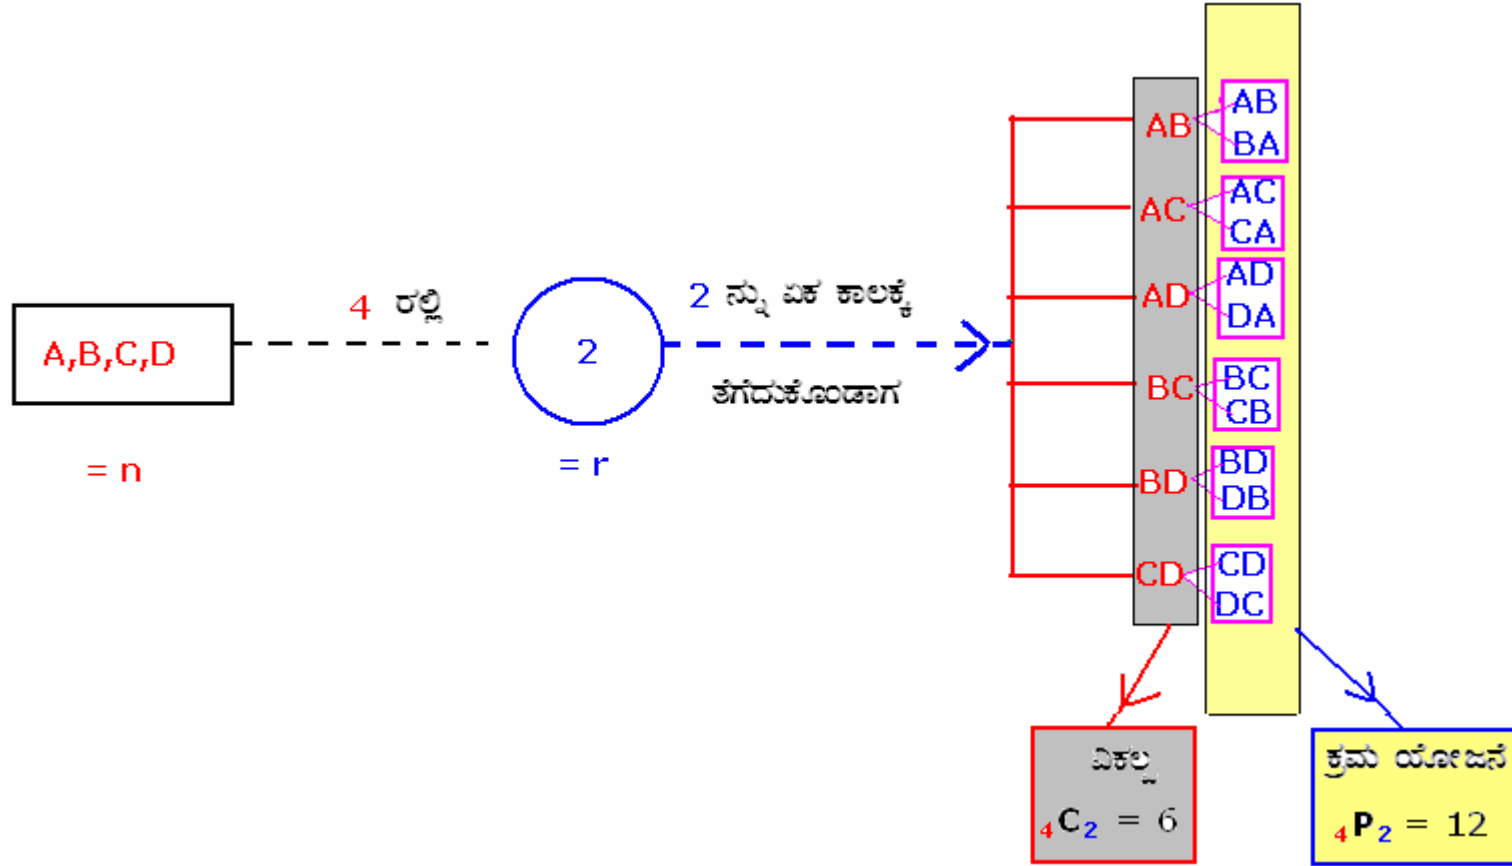 A,B,C,D
= n
4 ರಲ್ಲಿ
2
= r
2 ನ್ನು ಏಕ ಕಾಲಕ್ಕೆ
ತೆಗೆದುಕೊಂಡಾಗ
AB
AC
AD
BC
BD
CD
AB
BA
AC
CA
AD
DA
BC
CB
BD
DB
CD
DC
ವಿಕಲ್ಪ
4C2 = 6
ಕ್ರಮ ಯೋಜನೆ
4P2 = 12